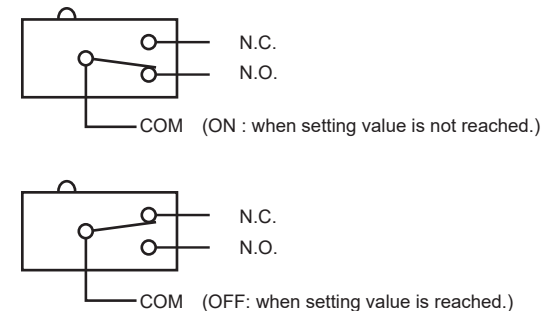 N.C.
N.O.
COM (ON : when setting value is not reached.)
N.C.
N.O.
COM (OFF: when setting value is reached.)